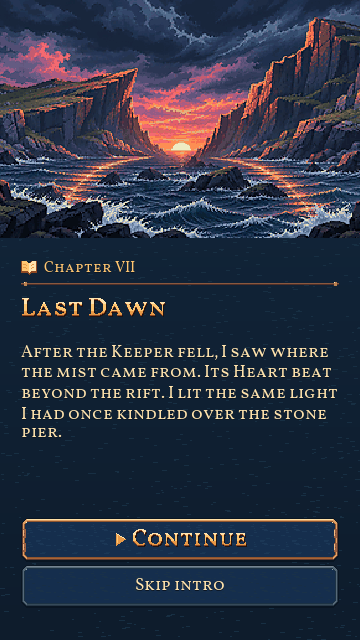 Chapter VII
Last Dawn
After the Keeper fell, I saw where
the mist came from. Its Heart beat
beyond the rift. I lit the same light
I had once kindled over the stone
pier.
Continue
Skip intro